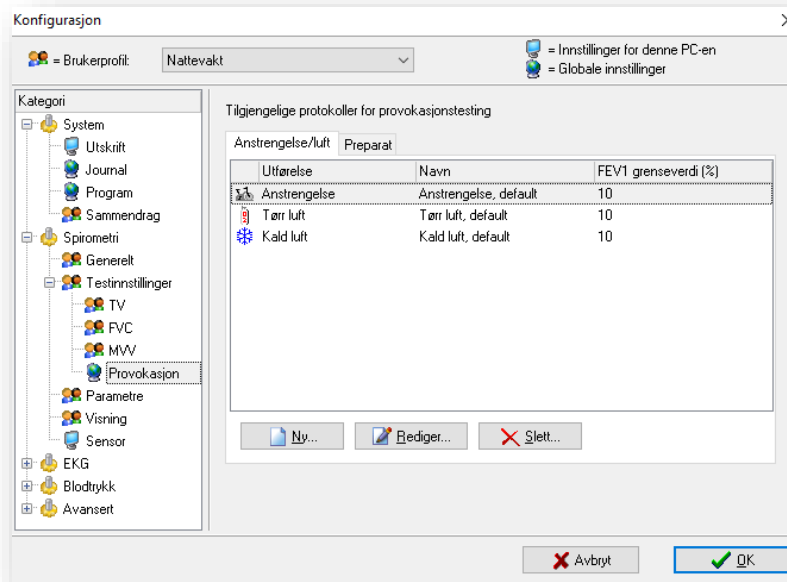 Konfigurasjon
= Brukerprofil:
Nattevakt
= Innstillinger for denne PC-en
= Globale innstillinger
Kategori
System
Utskrift
Journal
Program
Sammendrag
Spirometri
Generelt
Testinnstillinger
TV
FVC
MVV
Provokasjon
Parametre
Visning
Sensor
EKG
Blodtrykk
Avansert
Tilgjengelige protokoller for provokasjonstesting
Anstrengelse/luft Preparat
Utførelse Navn FEV1 grenseverdi (%)
Anstrengelse Anstrengelse, default 10
Tørr luft Tørr luft, default 10
Kald luft Kald luft, default 10
Ny... Rediger... Slett...
Avbryt OK